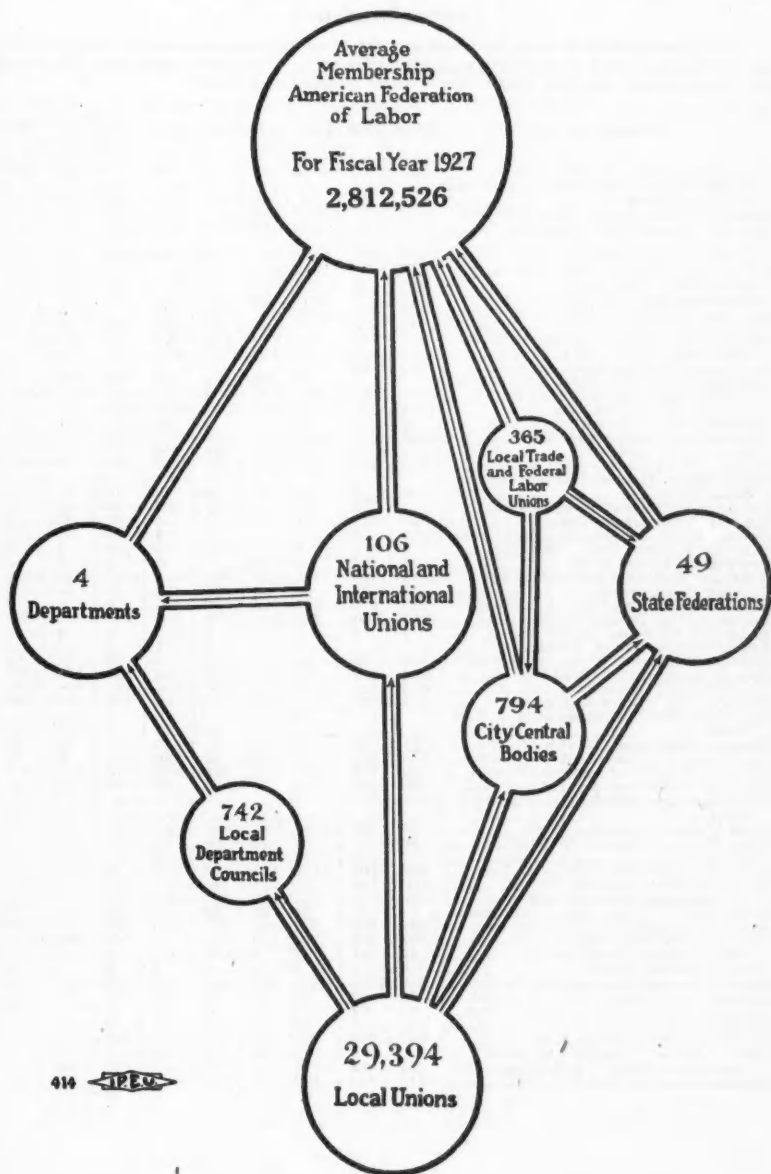 Average
Membership
American Federation
of Labor
For Fiscal Year 1927
2,812,526
365
Local Trade
and Federal
Labor
Unions
4
Departments
106
National and
International
Unions
49
State Federations
794
City Central
Bodies
742
Local
Department
Councils
29,394
Local Unions
414 I.P.E.U.